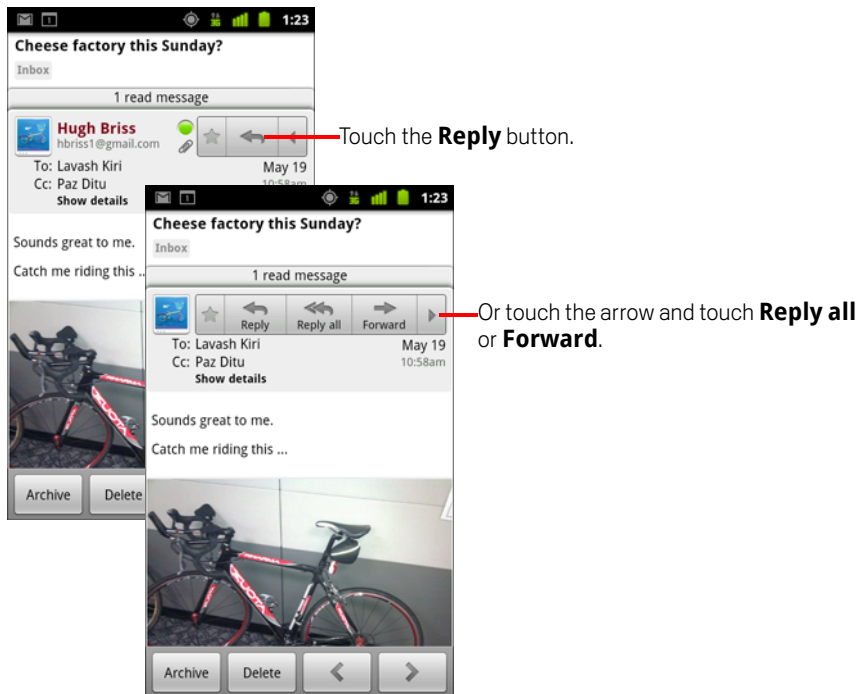 1:23
Cheese factory this Sunday?
Inbox
1 read message
Hugh Briss
hbriss1@gmail.com
To: Lavash Kiri
May 19
Cc: Paz Ditu
10:58am
Show details
Sounds great to me.
Catch me riding this ..
Archive
Delete
Touch the Reply button.
1:23
Cheese factory this Sunday?
Inbox
1 read message
Reply
Reply all
Forward
To: Lavash Kiri
May 19
Cc: Paz Ditu
10:58am
Show details
Sounds great to me.
Catch me riding this ...
KUOTA
Archive
Delete
Or touch the arrow and touch Reply all
or Forward.